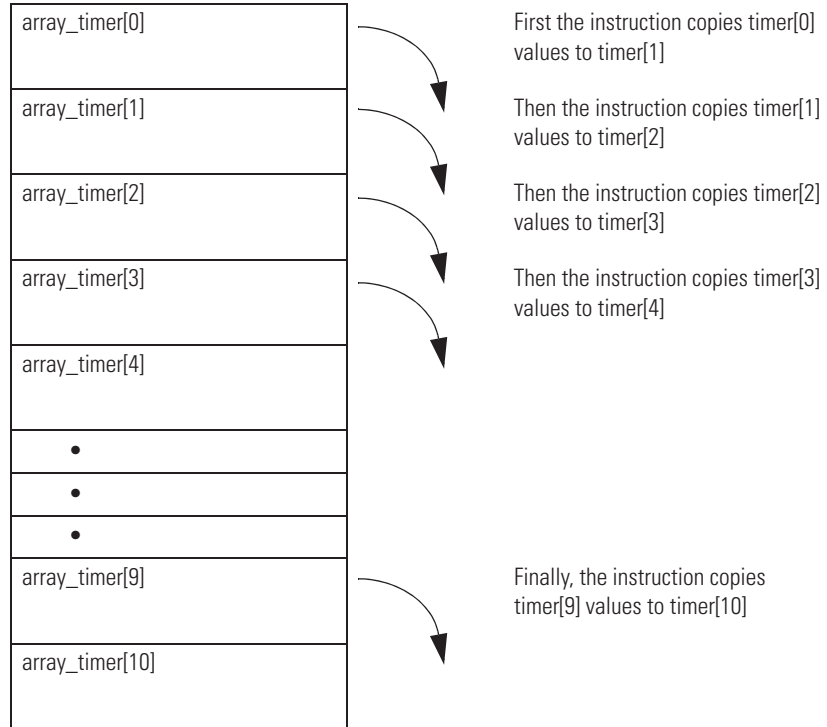 array_timer[0]
First the instruction copies timer[0]
values to timer[1]
array_timer[1]
Then the instruction copies timer[1]
values to timer[2]
array_timer[2]
Then the instruction copies timer[2]
values to timer[3]
array_timer[3]
Then the instruction copies timer[3]
values to timer[4]
array_timer[4]
•
•
•
array_timer[9]
Finally, the instruction copies
timer[9] values to timer[10]
array_timer[10]